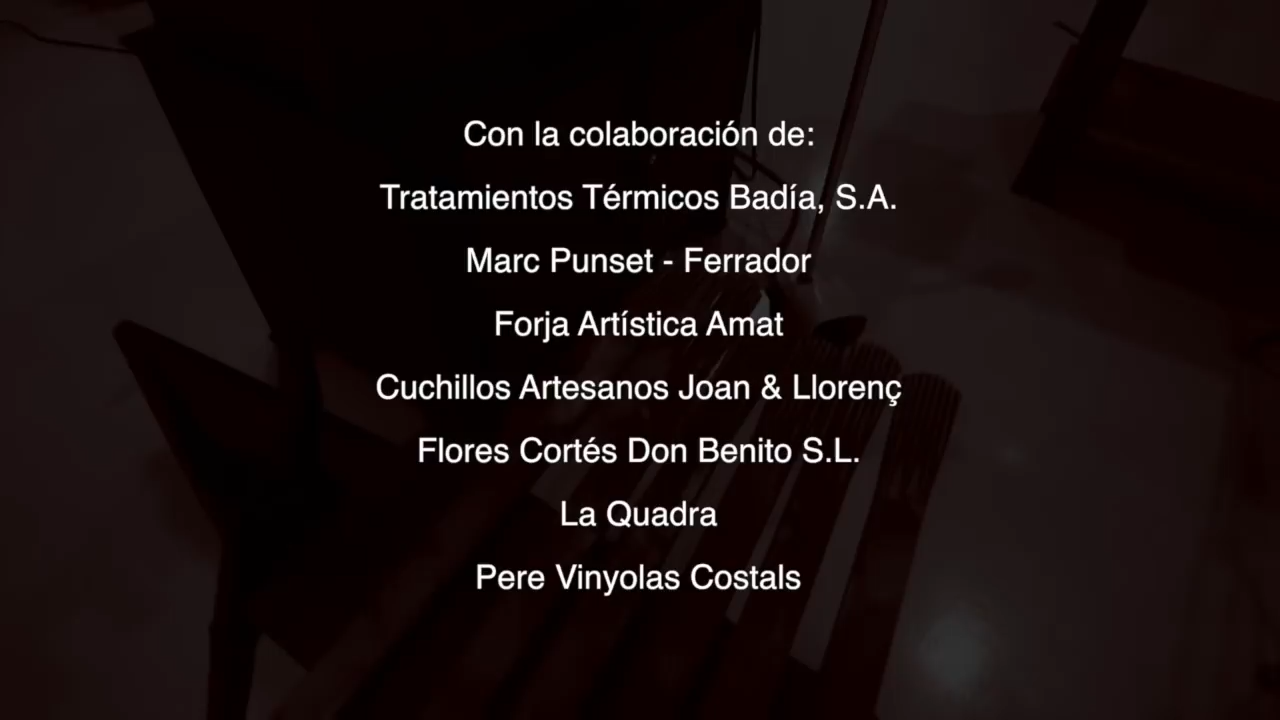 Con la colaboración de:
Tratamientos Térmicos Badía, S.A.
Marc Punset - Ferrador
Forja Artística Amat
Cuchillos Artesanos Joan & Llorenç
Flores Cortés Don Benito S.L.
La Quadra
Pere Vinyolas Costals